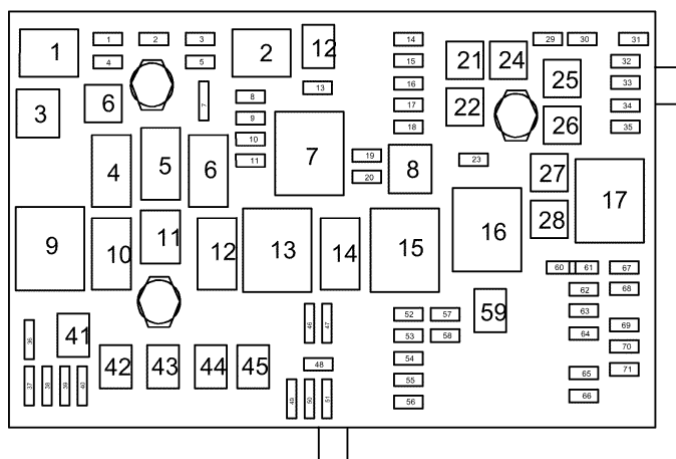 1 1 2 3 2 12 14 21 24 29 30 31
4 5 15 25 32
3 6 7 8 13 16 22 33
9 17 26 34
10 18 35
4 5 6 11 7 19 8 23 27
20 17
9 10 11 12 13 14 15 16 28
60 61 67
62 68
36 41 46 47 52 57 59 63
53 58 64 69
42 43 44 45 48 54 70
37 38 39 40 55 65 71
49 50 51 56 66